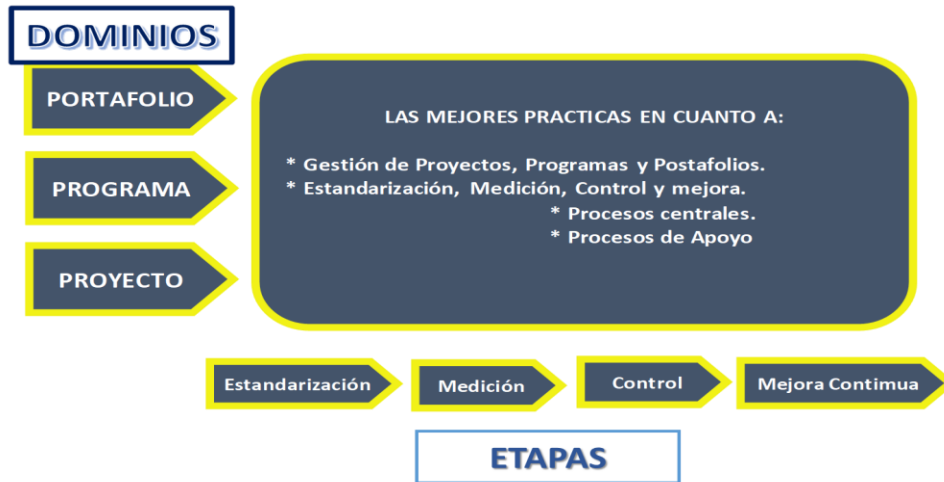 DOMINIOS
PORTAFOLIO
PROGRAMA
PROYECTO
LAS MEJORES PRACTICAS EN CUANTO A:
* Gestión de Proyectos, Programas y Postafolios.
* Estandarización, Medición, Control y mejora.
* Procesos centrales.
* Procesos de Apoyo
Estandarización
Medición
Control
Mejora Contimua
ETAPAS